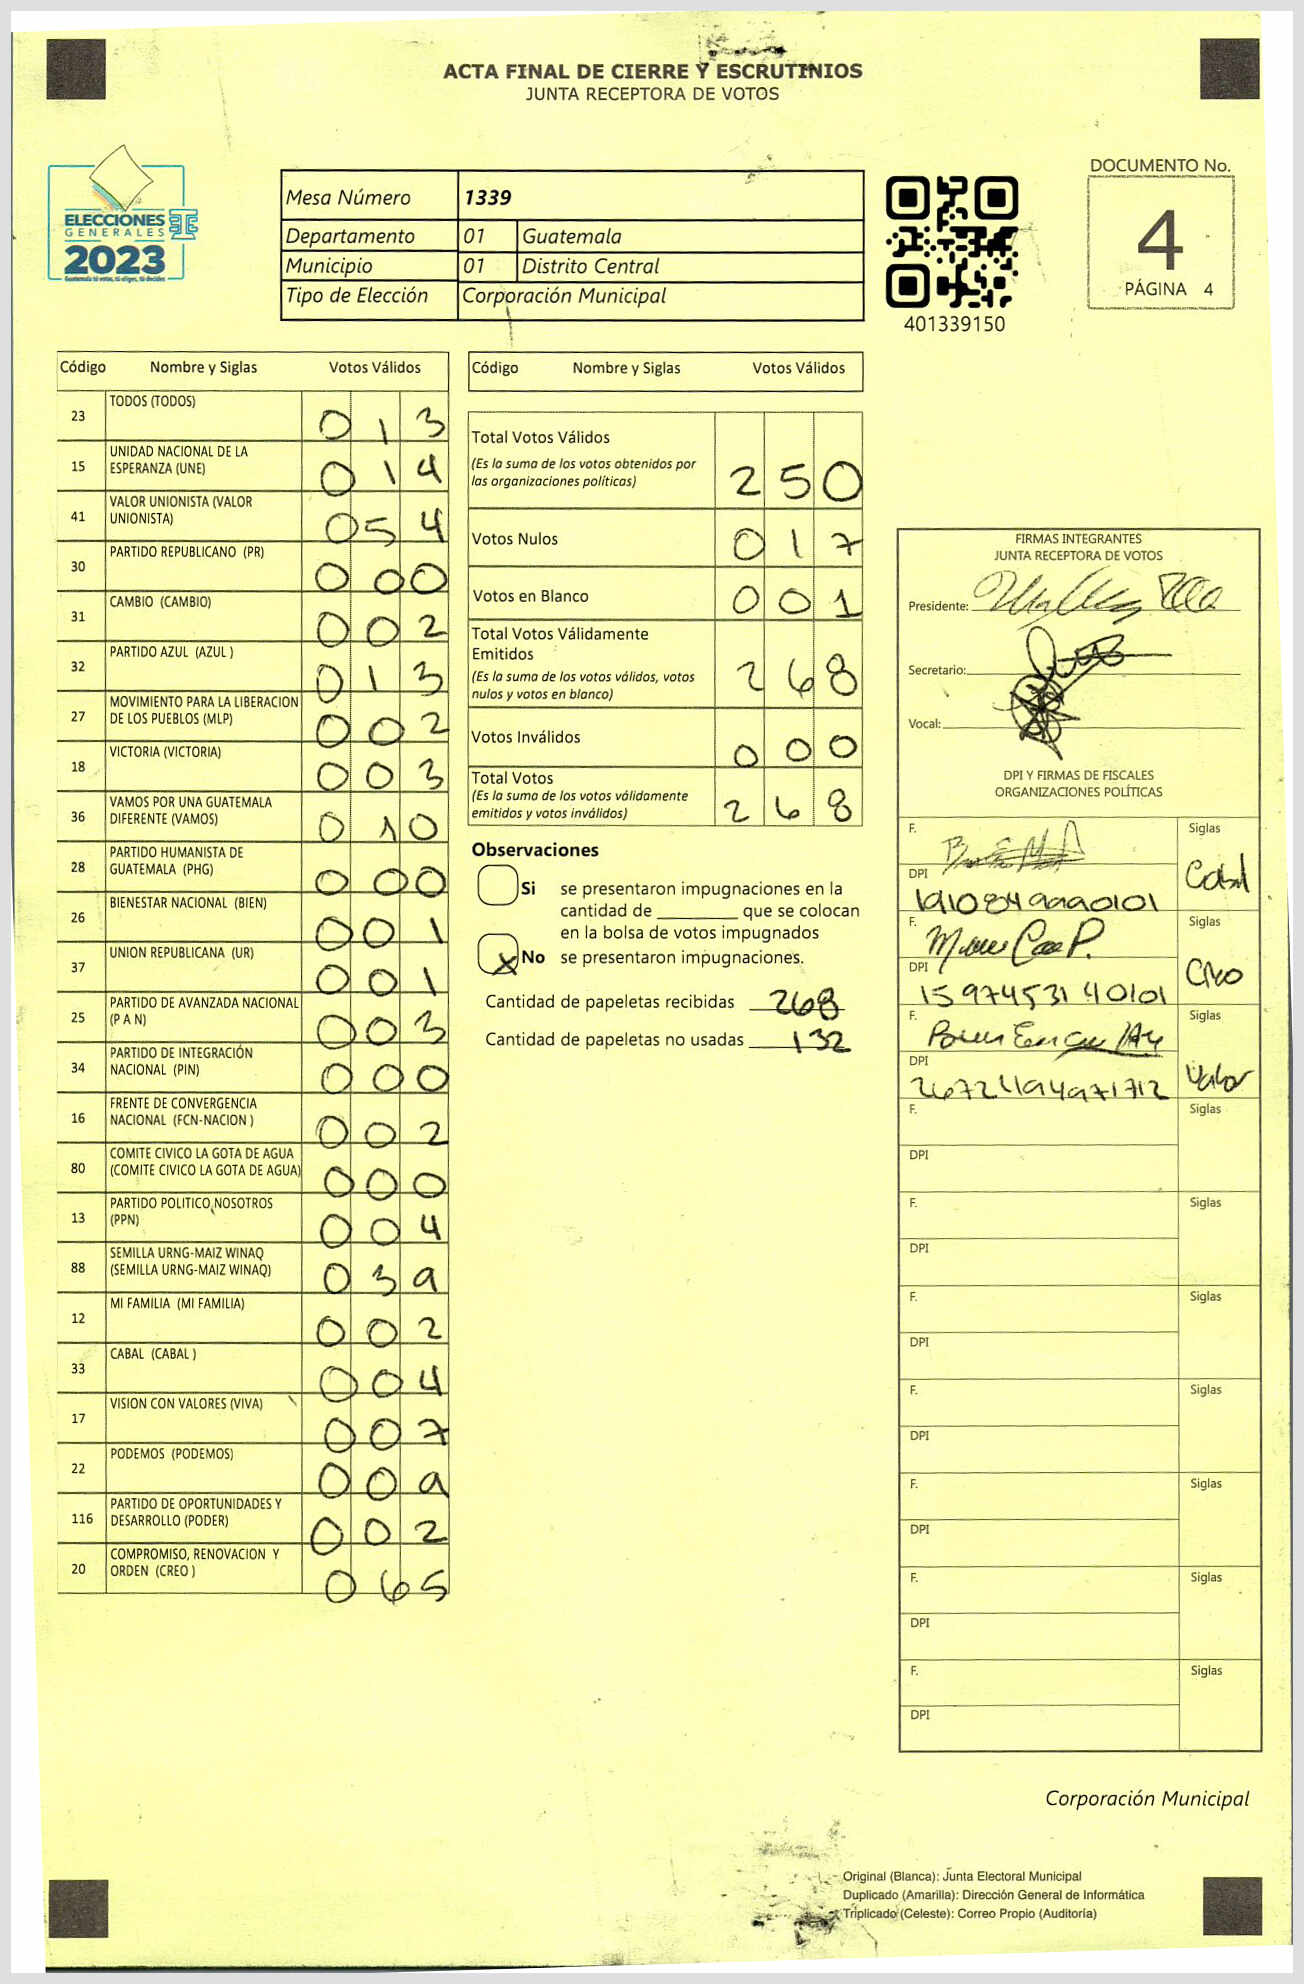 ACTA FINAL DE CIERRE Y ESCRUTINIOS
JUNTA RECEPTORA DE VOTOS
ELECCIONES
GENERALES
2023
Guatemala tú votas, tú eliges, tú decides
Mesa Número 1339
Departamento 01 Guatemala
Municipio 01 Distrito Central
Tipo de Elección Corporación Municipal
401339150
DOCUMENTO No.
4
PÁGINA 4
Código Nombre y Siglas Votos Válidos
23 TODOS (TODOS) 0 1 3
15 UNIDAD NACIONAL DE LA
ESPERANZA (UNE) 0 1 4
41 VALOR UNIONISTA (VALOR
UNIONISTA) 0 5 4
30 PARTIDO REPUBLICANO (PR) 0 0 0
31 CAMBIO (CAMBIO) 0 0 2
32 PARTIDO AZUL (AZUL ) 0 1 3
27 MOVIMIENTO PARA LA LIBERACION
DE LOS PUEBLOS (MLP) 0 0 2
18 VICTORIA (VICTORIA) 0 0 3
36 VAMOS POR UNA GUATEMALA
DIFERENTE (VAMOS) 0 1 0
28 PARTIDO HUMANISTA DE
GUATEMALA (PHG) 0 0 0
26 BIENESTAR NACIONAL (BIEN) 0 0 1
37 UNION REPUBLICANA (UR) 0 0 1
25 PARTIDO DE AVANZADA NACIONAL
(P A N) 0 0 3
34 PARTIDO DE INTEGRACIÓN
NACIONAL (PIN) 0 0 0
16 FRENTE DE CONVERGENCIA
NACIONAL (FCN-NACION ) 0 0 2
80 COMITE CIVICO LA GOTA DE AGUA
(COMITE CIVICO LA GOTA DE AGUA) 0 0 0
13 PARTIDO POLITICO NOSOTROS
(PPN) 0 0 4
88 SEMILLA URNG-MAIZ WINAQ
(SEMILLA URNG-MAIZ WINAQ) 0 3 9
12 MI FAMILIA (MI FAMILIA) 0 0 2
33 CABAL (CABAL ) 0 0 4
17 VISION CON VALORES (VIVA) 0 0 7
22 PODEMOS (PODEMOS) 0 0 9
116 PARTIDO DE OPORTUNIDADES Y
DESARROLLO (PODER) 0 0 2
20 COMPROMISO, RENOVACION Y
ORDEN (CREO ) 0 6 5
Código Nombre y Siglas Votos Válidos
Total Votos Válidos
(Es la suma de los votos obtenidos por
las organizaciones políticas) 2 5 0
Votos Nulos 0 1 7
Votos en Blanco 0 0 1
Total Votos Válidamente
Emitidos
(Es la suma de los votos válidos, votos
nulos y votos en blanco) 2 6 8
Votos Inválidos 0 0 0
Total Votos
(Es la suma de los votos válidamente
emitidos y votos inválidos) 2 6 8
Observaciones
Si se presentaron impugnaciones en la
cantidad de ________ que se colocan
en la bolsa de votos impugnados
X No se presentaron impugnaciones.
Cantidad de papeletas recibidas 268
Cantidad de papeletas no usadas 132
FIRMAS INTEGRANTES
JUNTA RECEPTORA DE VOTOS
Presidente:
Secretario:
Vocal:
DPI Y FIRMAS DE FISCALES
ORGANIZACIONES POLÍTICAS
F. Siglas
Cabal
DPI
F. Siglas
Creo
DPI
1597453140101
F. Siglas
Valor
DPI
F. Siglas
DPI
F. Siglas
DPI
F. Siglas
DPI
F. Siglas
DPI
F. Siglas
DPI
F. Siglas
DPI
F. Siglas
DPI
Corporación Municipal
Original (Blanca): Junta Electoral Municipal
Duplicado (Amarilla): Dirección General de Informática
Triplicado (Celeste): Correo Propio (Auditoría)